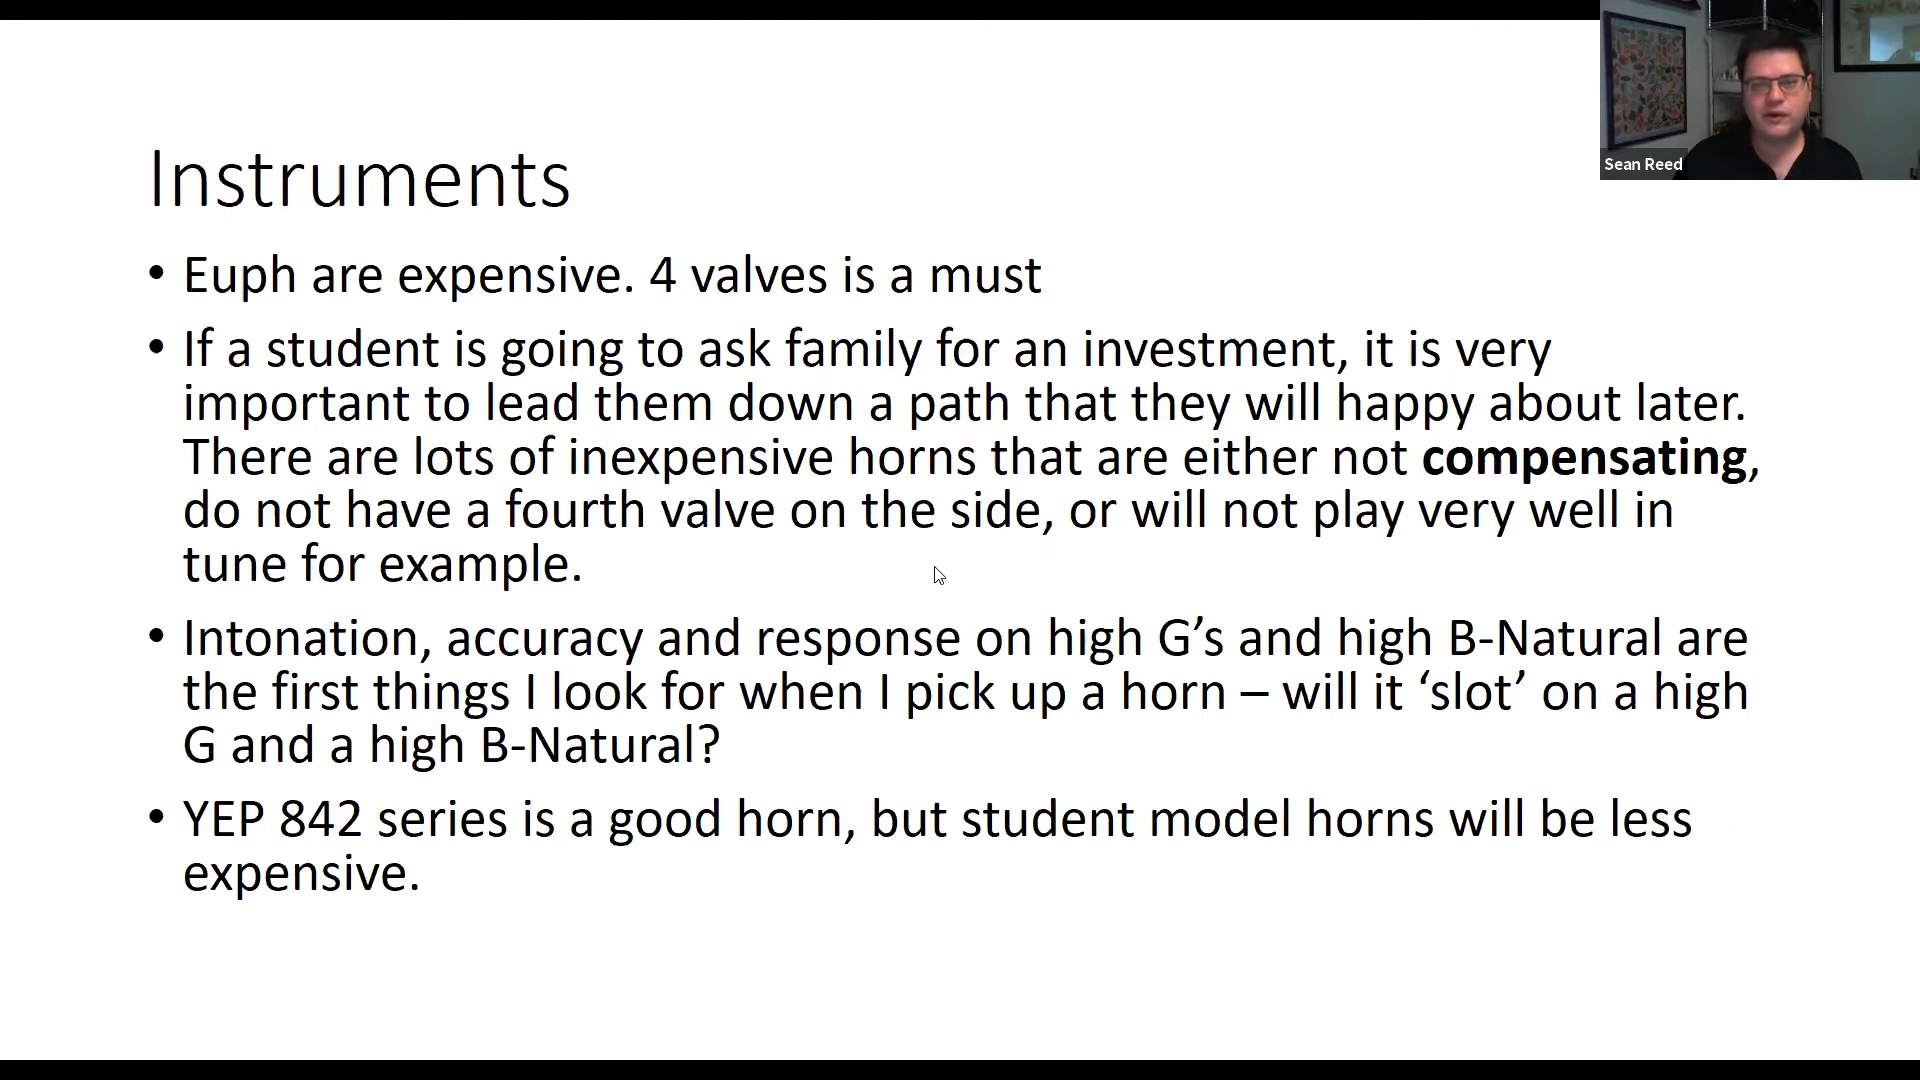 Sean Reed
Instruments
• Euph are expensive. 4 valves is a must
• If a student is going to ask family for an investment, it is very
important to lead them down a path that they will happy about later.
There are lots of inexpensive horns that are either not compensating,
do not have a fourth valve on the side, or will not play very well in
tune for example.
• Intonation, accuracy and response on high G’s and high B-Natural are
the first things I look for when I pick up a horn – will it ‘slot’ on a high
G and a high B-Natural?
• YEP 842 series is a good horn, but student model horns will be less
expensive.